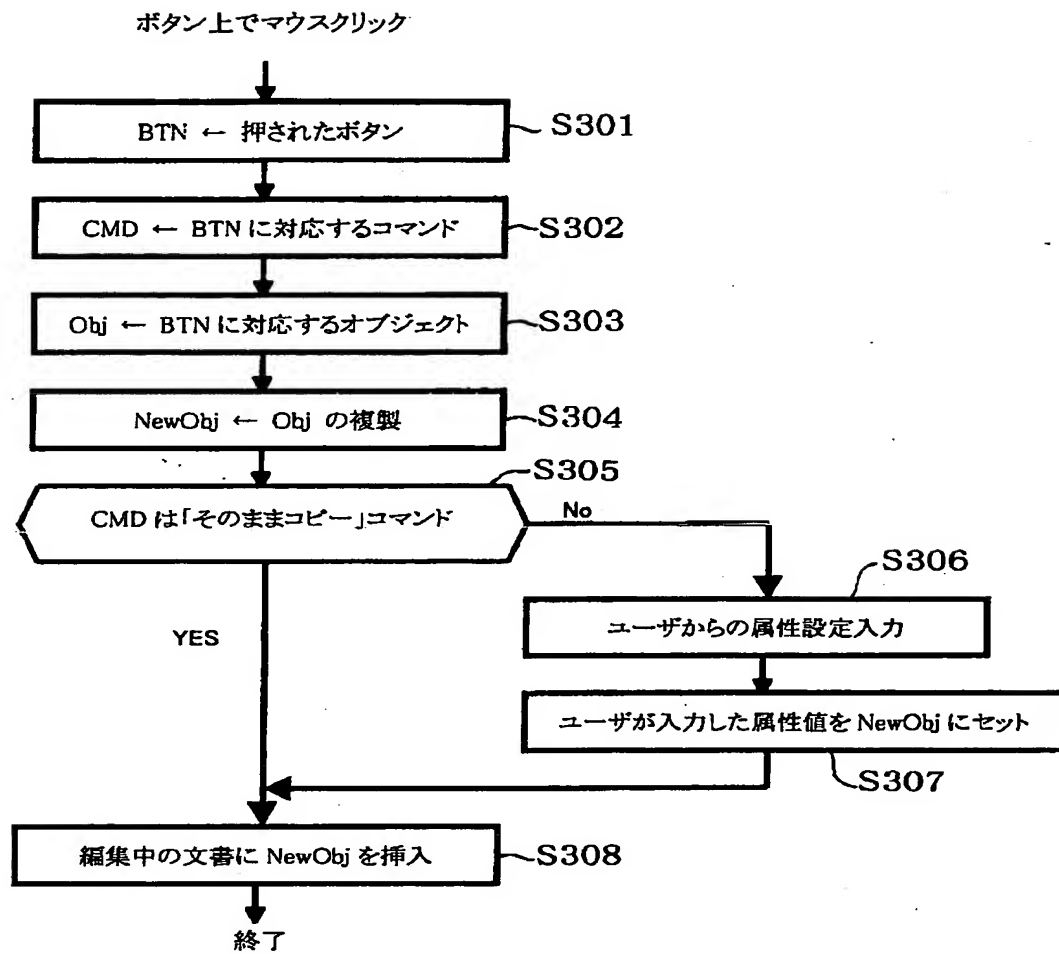 ボタン上でマウスクリック
BTN ← 押されたボタン
S301
CMD ← BTN に対応するコマンド
S302
Obj ← BTN に対応するオブジェクト
S303
NewObj ← Obj の複製
S304
S305
CMD は「そのままコピー」コマンド
No
S306
YES
ユーザからの属性設定入力
ユーザが入力した属性値を NewObj にセット
S307
編集中の文書に NewObj を挿入
S308
終了